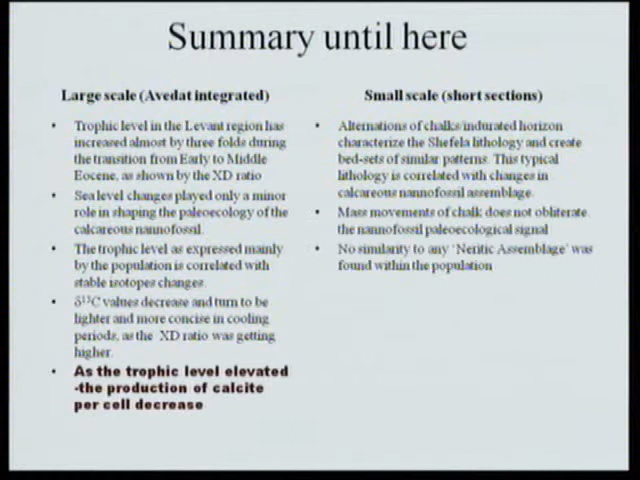 Summary until here
Large scale (Avedat integrated)
• Trophic level in the Levant region has
increased almost by three folds during
the transition from Early to Middle
Eocene, as shown by the XD ratio
• Sea level changes played only a minor
role in shaping the paleoecology of the
calcareous nannofossil.
• The trophic level as expressed mainly
by the population is correlated with
stable isotopes changes.
• δ¹³C values decrease and turn to be
lighter and more concise in cooling
periods, as the XD ratio was getting
higher.
• As the trophic level elevated
-the production of calcite
per cell decrease
Small scale (short sections)
• Alternations of chalks/indurated horizon
characterize the Shefela lithology and create
bed-sets of similar patterns. This typical
lithology is correlated with changes in
calcareous nannofossil assemblage.
• Mass movements of chalk does not obliterate
the nannofossil paleoecological signal
• No similarity to any 'Neritic Assemblage' was
found within the population